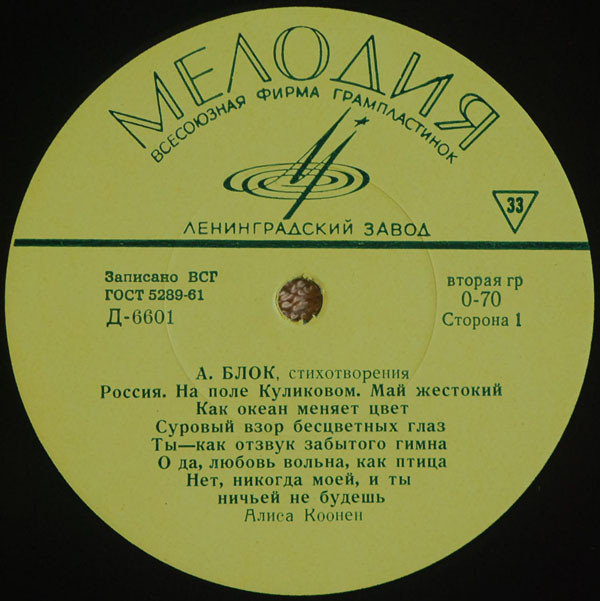 МЕЛОДИЯ
ВСЕСОЮЗНАЯ ФИРМА ГРАМПЛАСТИНОК
ЛЕНИНГРАДСКИЙ ЗАВОД
33
Записано ВСГ
ГОСТ 5289-61
Д-6601
вторая гр
0-70
Сторона 1
А. БЛОК, стихотворения
Россия. На поле Куликовом. Май жестокий
Как океан меняет цвет
Суровый взор бесцветных глаз
Ты—как отзвук забытого гимна
О да, любовь вольна, как птица
Нет, никогда моей, и ты
ничьей не будешь
Алиса Коонен